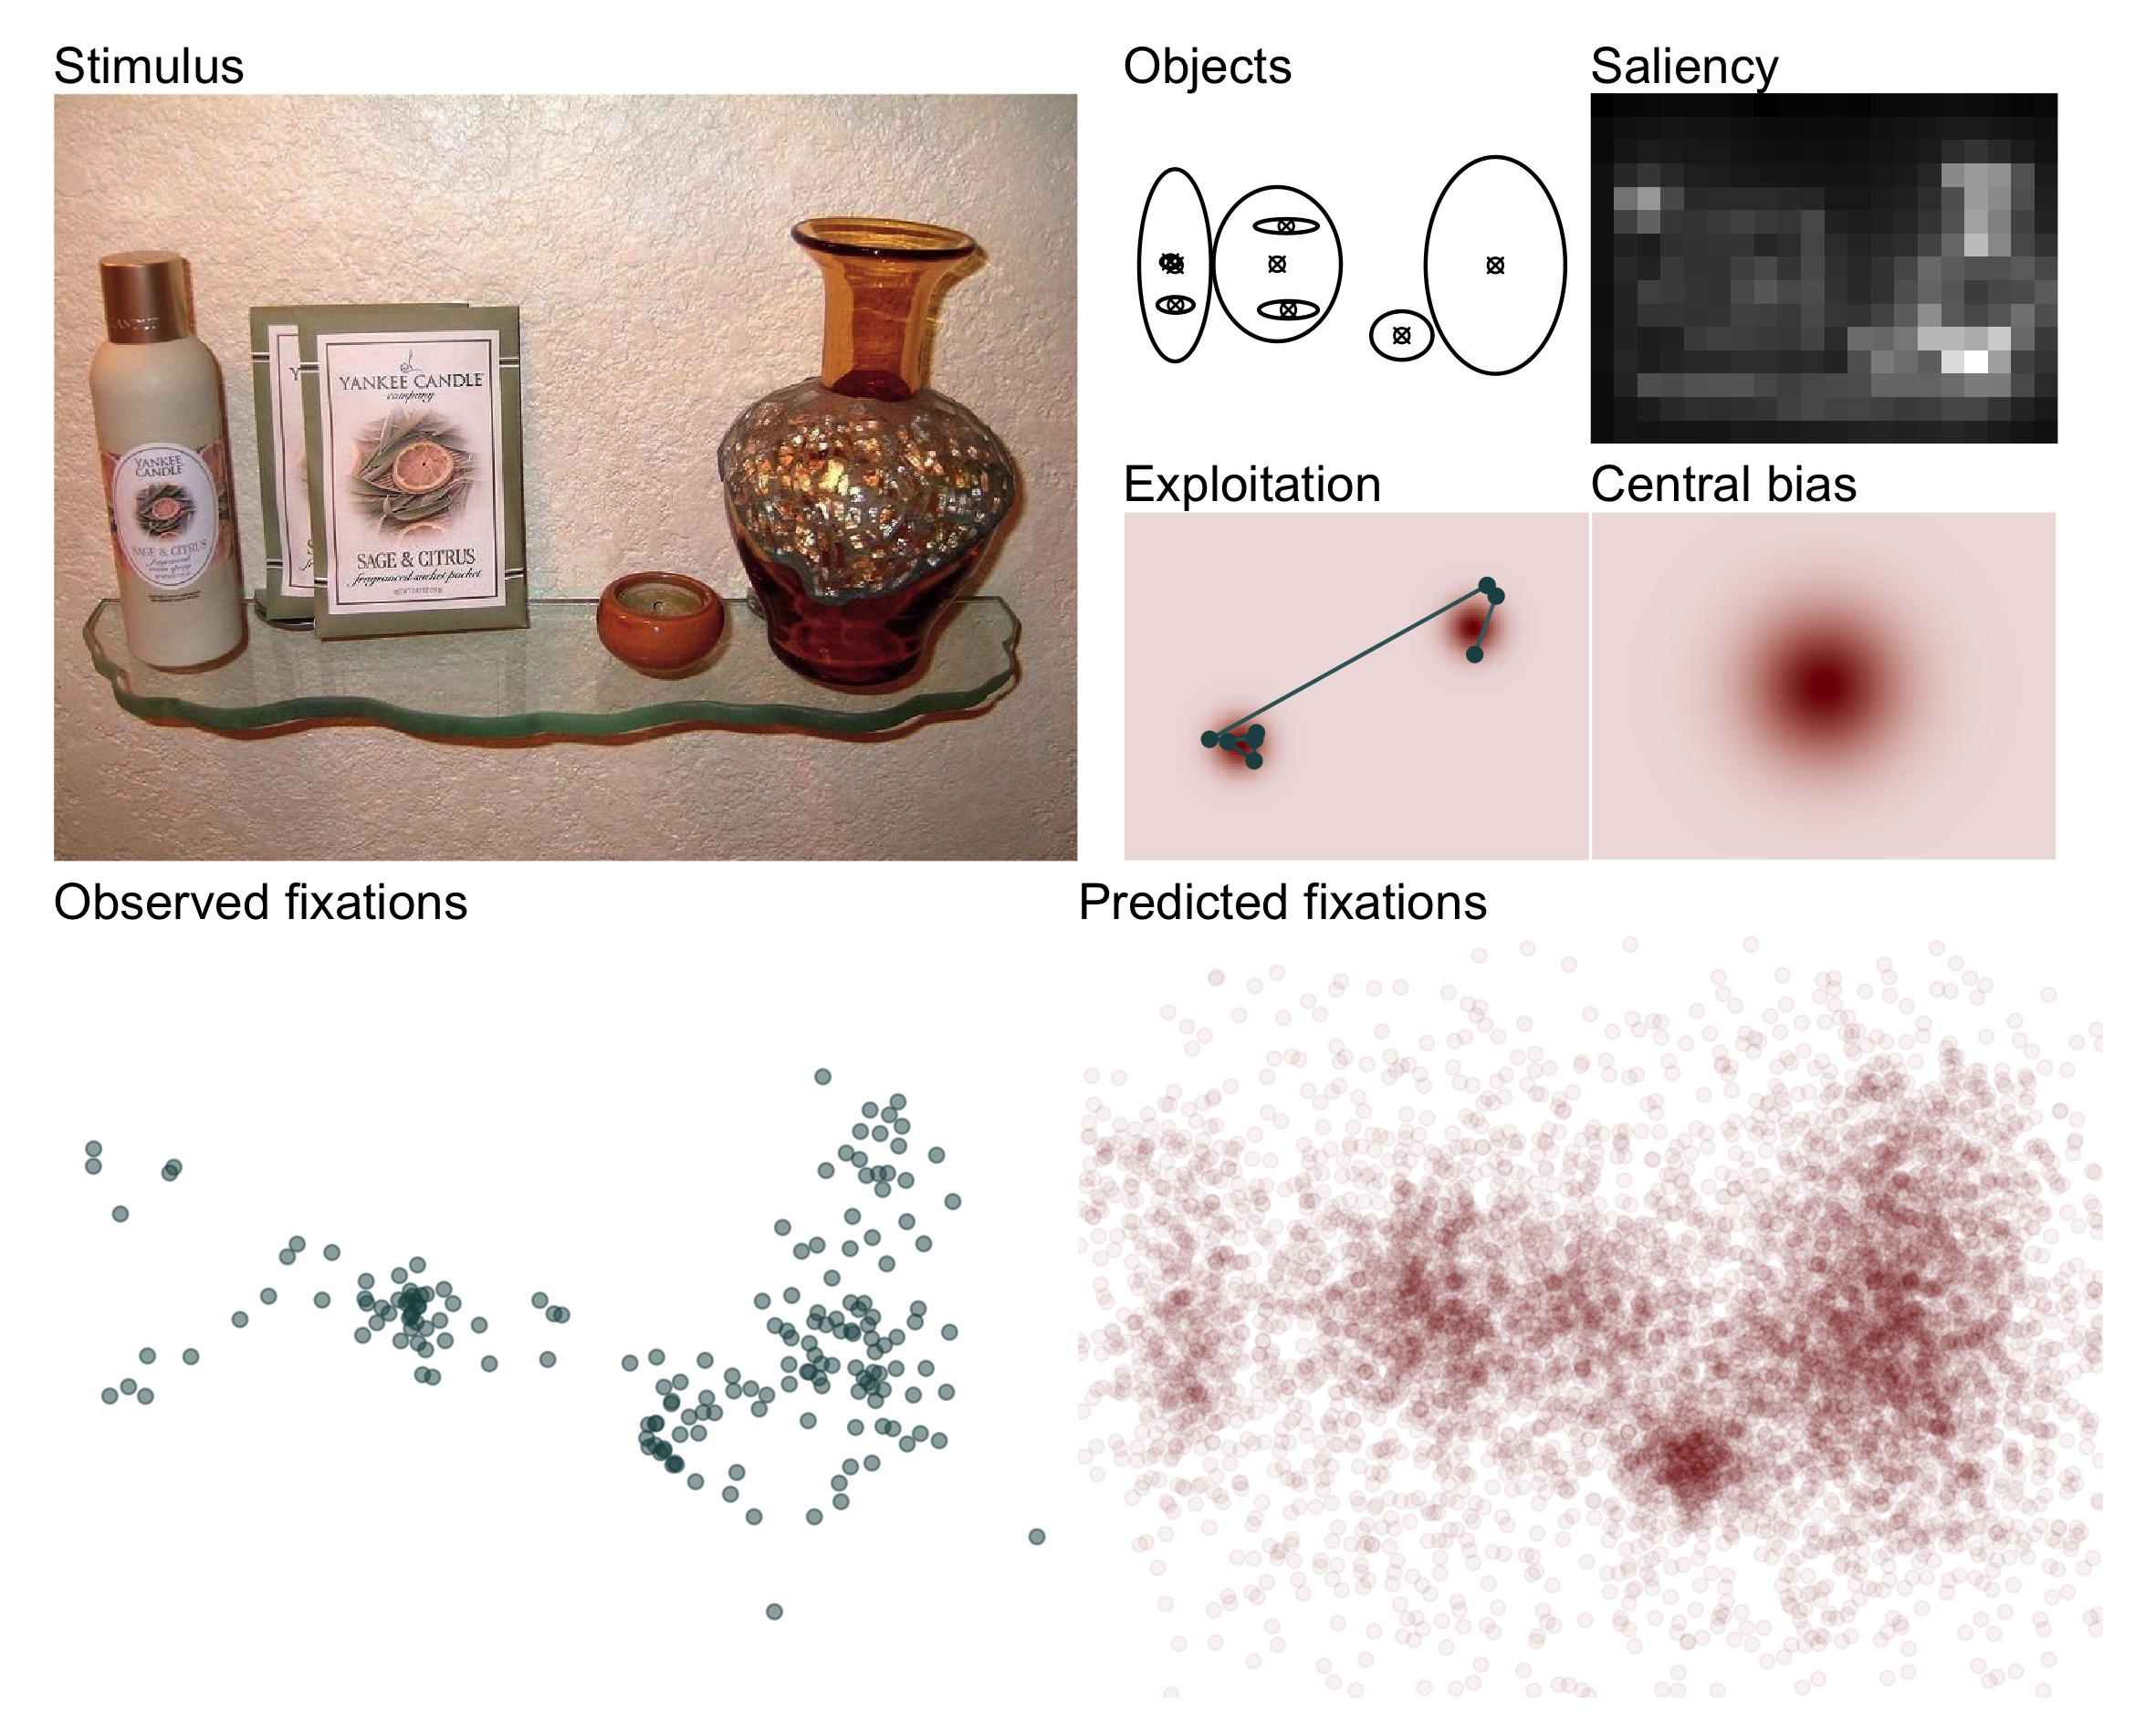 Stimulus
Objects
Saliency
YANKEE CANDLE
company
SAGE & CITRUS
fragranced sachet packet
Y
YANKEE
CANDLE
SAGE & CITRUS
fragranced
Exploitation
Central bias
Observed fixations
Predicted fixations